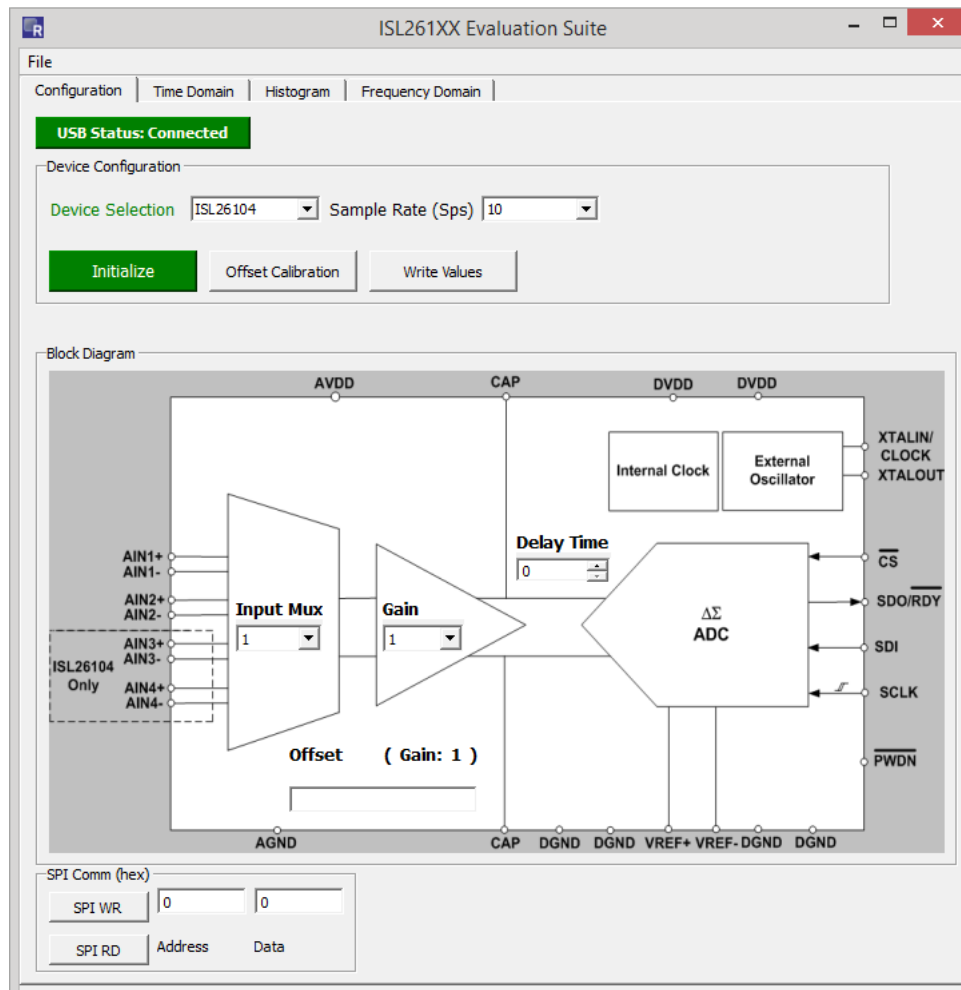 R
ISL261XX Evaluation Suite
File
Configuration Time Domain Histogram Frequency Domain
USB Status: Connected
Device Configuration
Device Selection ISL26104 Sample Rate (Sps) 10
Initialize Offset Calibration Write Values
Block Diagram
AVDD CAP DVDD DVDD
Internal Clock
External
Oscillator
XTALIN/
CLOCK
XTALOUT
AIN1+
AIN1-
AIN2+
AIN2-
AIN3+
AIN3-
AIN4+
AIN4-
ISL26104
Only
Input Mux
1
Gain
1
Delay Time
0
ΔΣ
ADC
CS
SDO/RDY
SDI
SCLK
PWDN
Offset ( Gain: 1 )
AGND CAP DGND DGND VREF+ VREF- DGND DGND
SPI Comm (hex)
SPI WR 0 0
SPI RD Address Data